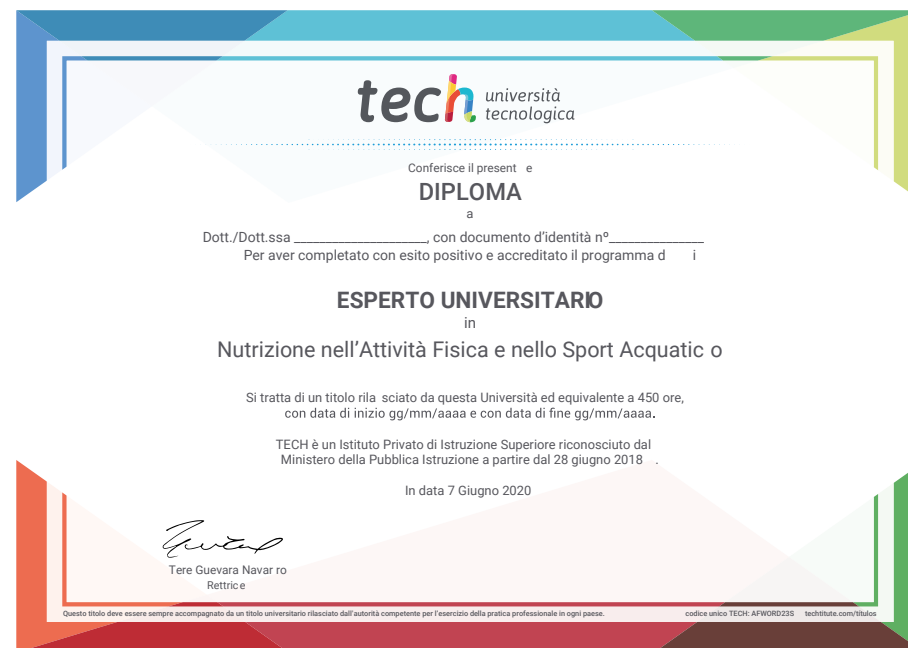 tech università
tecnologica
Conferisce il present e
DIPLOMA
a
Dott./Dott.ssa _____________________, con documento d'identità nº_______________
Per aver completato con esito positivo e accreditato il programma d i
ESPERTO UNIVERSITARIO
in
Nutrizione nell'Attività Fisica e nello Sport Acquatic o
Si tratta di un titolo rila sciato da questa Università ed equivalente a 450 ore,
con data di inizio gg/mm/aaaa e con data di fine gg/mm/aaaa.
TECH è un Istituto Privato di Istruzione Superiore riconosciuto dal
Ministero della Pubblica Istruzione a partire dal 28 giugno 2018 .
In data 7 Giugno 2020
Tere Guevara Navar ro
Rettrice
Questo titolo deve essere sempre accompagnato da un titolo universitario rilasciato dall'autorità competente per l'esercizio della pratica professionale in ogni paese. codice unico TECH: AFWORD23S techtitute.com/titulos